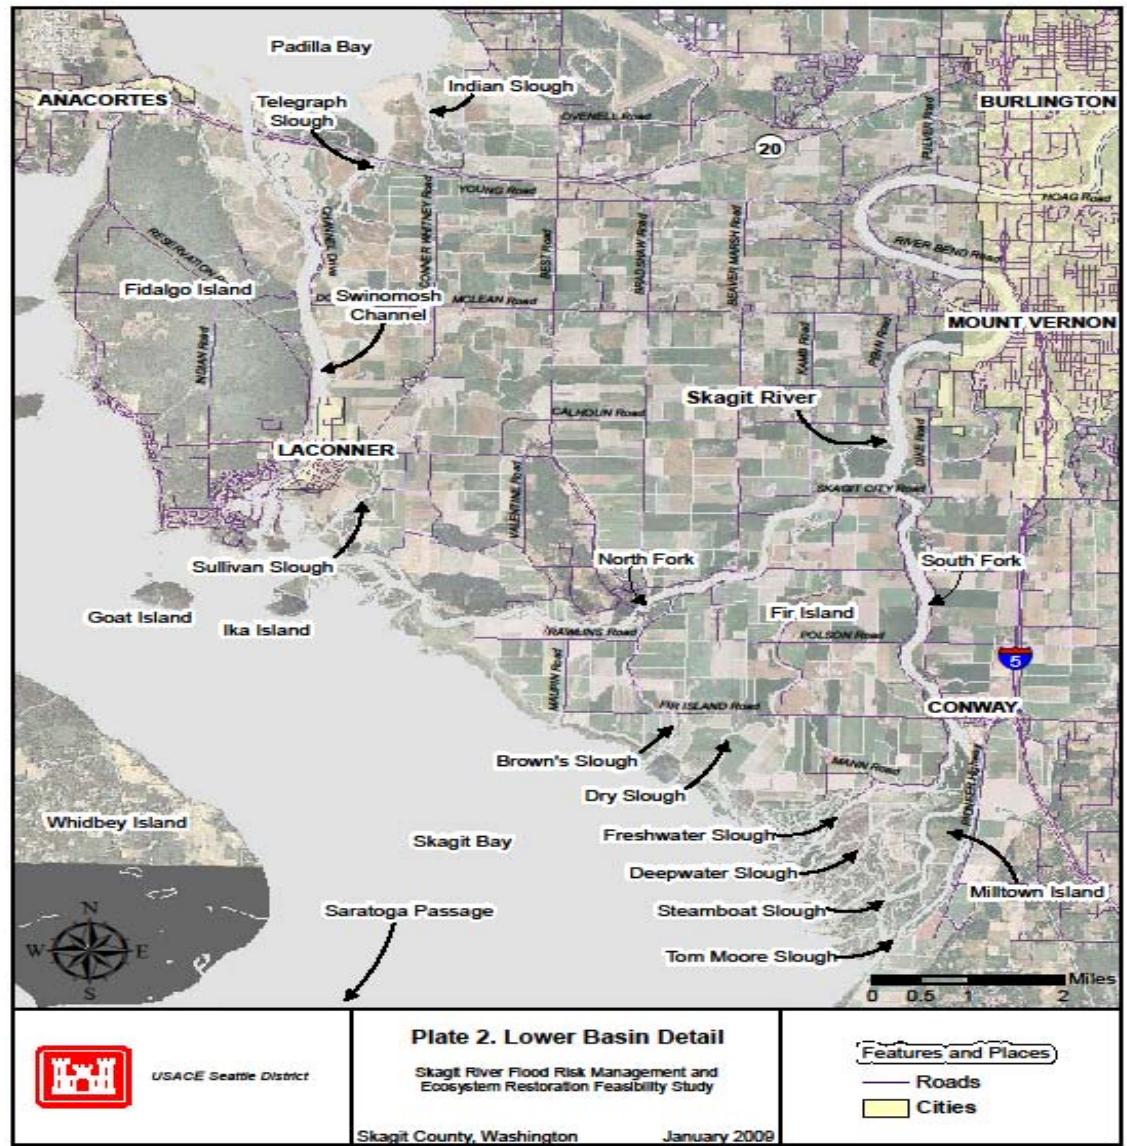 Padilla Bay
Indian Slough
ANACORTES
Telegraph
Slough
BURLINGTON
OVENELL Road
PULVER Road
20
YOUNG Road
HOAG Road
CHANNEL Drive
CONNER WHITNEY Road
BEST Road
BRADSHAW Road
BEAVER MARSH Road
RIVER BEND Road
RESERVATION
Fidalgo Island
Swinomosh
Channel
MCLEAN Road
MOUNT VERNON
INDIAN Road
KAMB Road
PENN Road
Skagit River
CALHOUN Road
DIKE Road
LACONNER
VALENTINE Road
SKAGIT CITY Road
Sullivan Slough
North Fork
South Fork
Goat Island
Ika Island
Fir Island
RAWLINS Road
POLSON Road
MAUPIN Road
5
FIR ISLAND Road
CONWAY
Brown's Slough
MANN Road
PIONEER Highway
Dry Slough
Whidbey Island
Skagit Bay
Freshwater Slough
Deepwater Slough
Milltown Island
Saratoga Passage
Steamboat Slough
Tom Moore Slough
N
W E
S
Miles
0 0.5 1 2
USACE Seattle District
Plate 2. Lower Basin Detail
Skagit River Flood Risk Management and
Ecosystem Restoration Feasibility Study
Skagit County, Washington January 2009
Features and Places
Roads
Cities